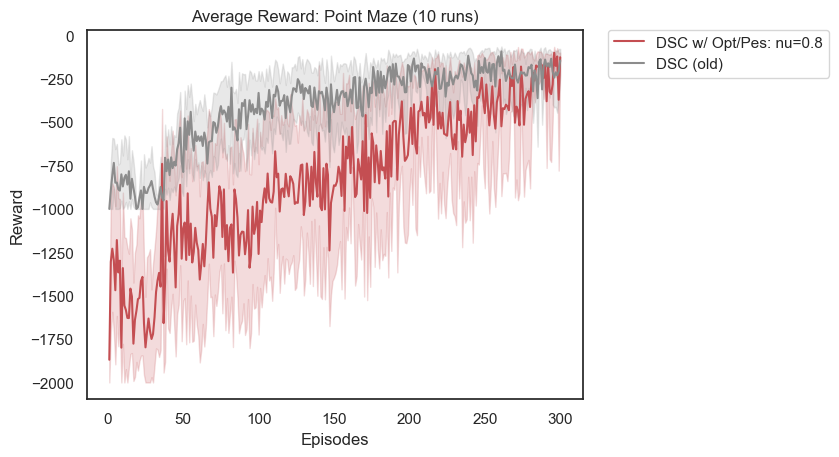 Average Reward: Point Maze (10 runs)
DSC w/ Opt/Pes: nu=0.8
DSC (old)
0
−250
−500
−750
−1000
−1250
−1500
−1750
−2000
Reward
0 50 100 150 200 250 300
Episodes